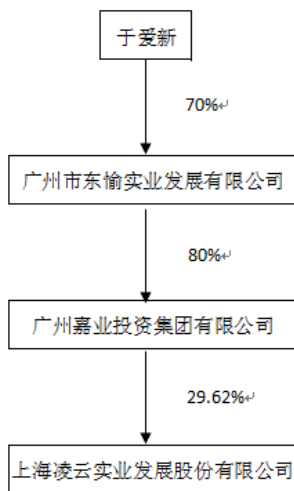 于爱新
70%↵
广州市东愉实业发展有限公司
80%↵
广州嘉业投资集团有限公司
29.62%↵
上海凌云实业发展股份有限公司